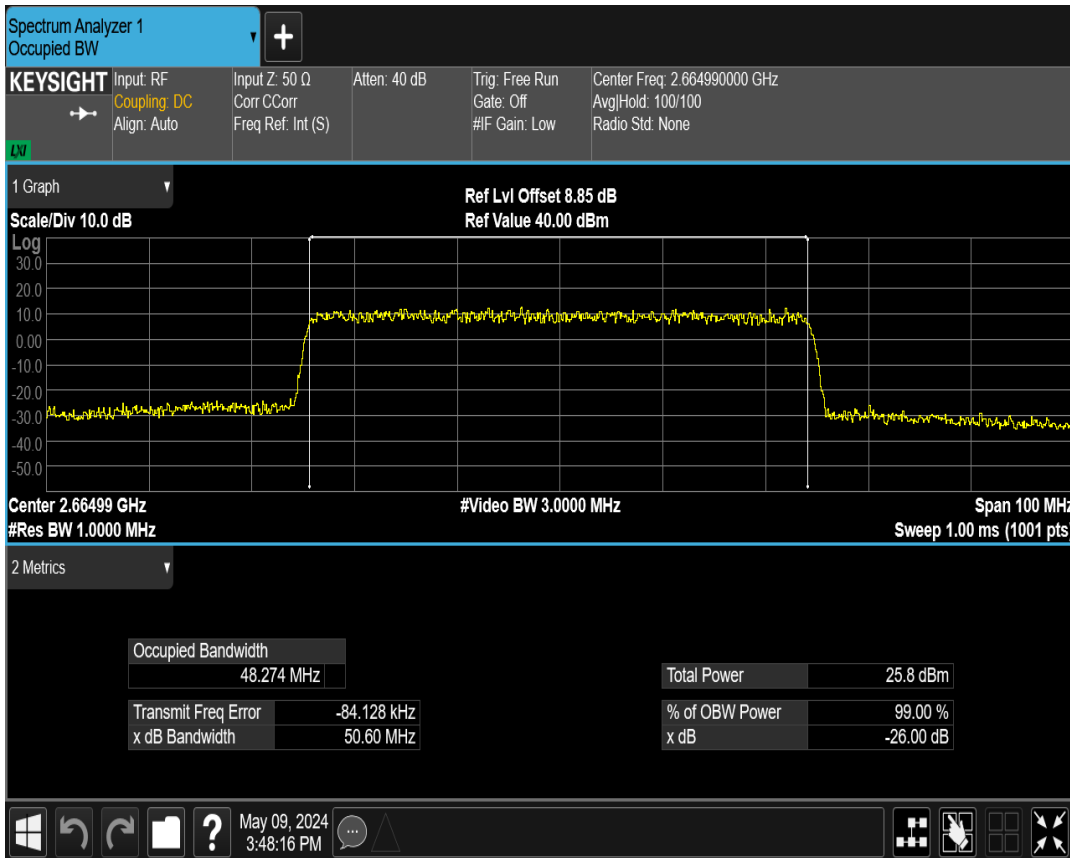 Spectrum Analyzer 1
Occupied BW
KEYSIGHT
LXI
Input: RF
Coupling: DC
Align: Auto
Input Z: 50 Ω
Corr CCorr
Freq Ref: Int (S)
Atten: 40 dB
Trig: Free Run
Gate: Off
#IF Gain: Low
Center Freq: 2.664990000 GHz
Avg|Hold: 100/100
Radio Std: None
1 Graph
Scale/Div 10.0 dB
Ref Lvl Offset 8.85 dB
Ref Value 40.00 dBm
Log
30.0
20.0
10.0
0.00
-10.0
-20.0
-30.0
-40.0
-50.0
Center 2.66499 GHz
#Res BW 1.0000 MHz
#Video BW 3.0000 MHz
Span 100 MHz
Sweep 1.00 ms (1001 pts)
2 Metrics
Occupied Bandwidth
48.274 MHz
Transmit Freq Error -84.128 kHz
x dB Bandwidth 50.60 MHz
Total Power 25.8 dBm
% of OBW Power 99.00 %
x dB -26.00 dB
May 09, 2024
3:48:16 PM